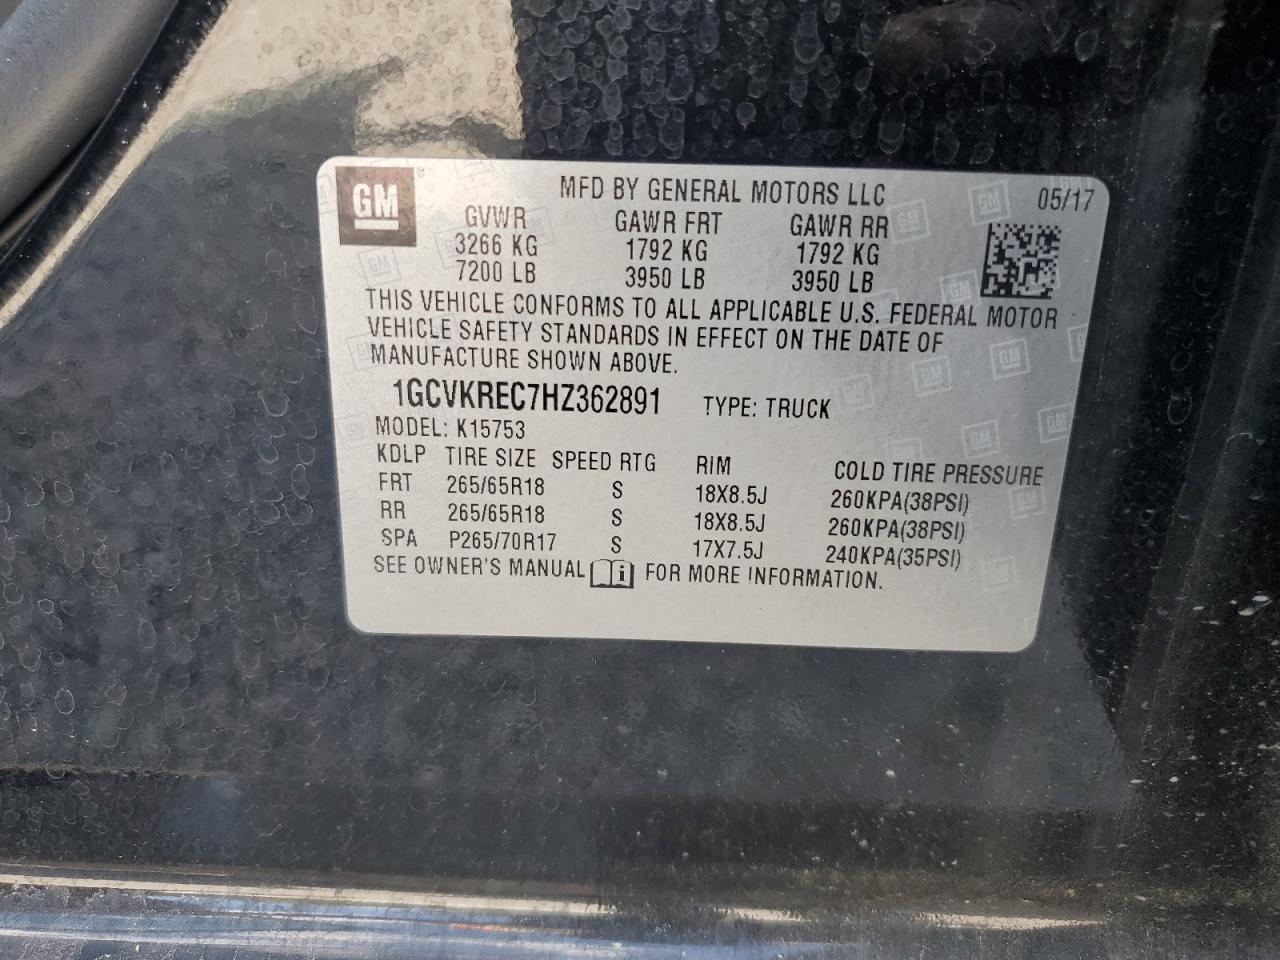 GM ®
MFD BY GENERAL MOTORS LLC 05/17
GVWR GAWR FRT GAWR RR
3266 KG 1792 KG 1792 KG
7200 LB 3950 LB 3950 LB
THIS VEHICLE CONFORMS TO ALL APPLICABLE U.S. FEDERAL MOTOR
VEHICLE SAFETY STANDARDS IN EFFECT ON THE DATE OF
MANUFACTURE SHOWN ABOVE.
1GCVKREC7HZ362891 TYPE: TRUCK
MODEL: K15753
KDLP TIRE SIZE SPEED RTG RIM COLD TIRE PRESSURE
FRT 265/65R18 S 18X8.5J 260KPA(38PSI)
RR 265/65R18 S 18X8.5J 260KPA(38PSI)
SPA P265/70R17 S 17X7.5J 240KPA(35PSI)
SEE OWNER'S MANUAL FOR MORE INFORMATION.